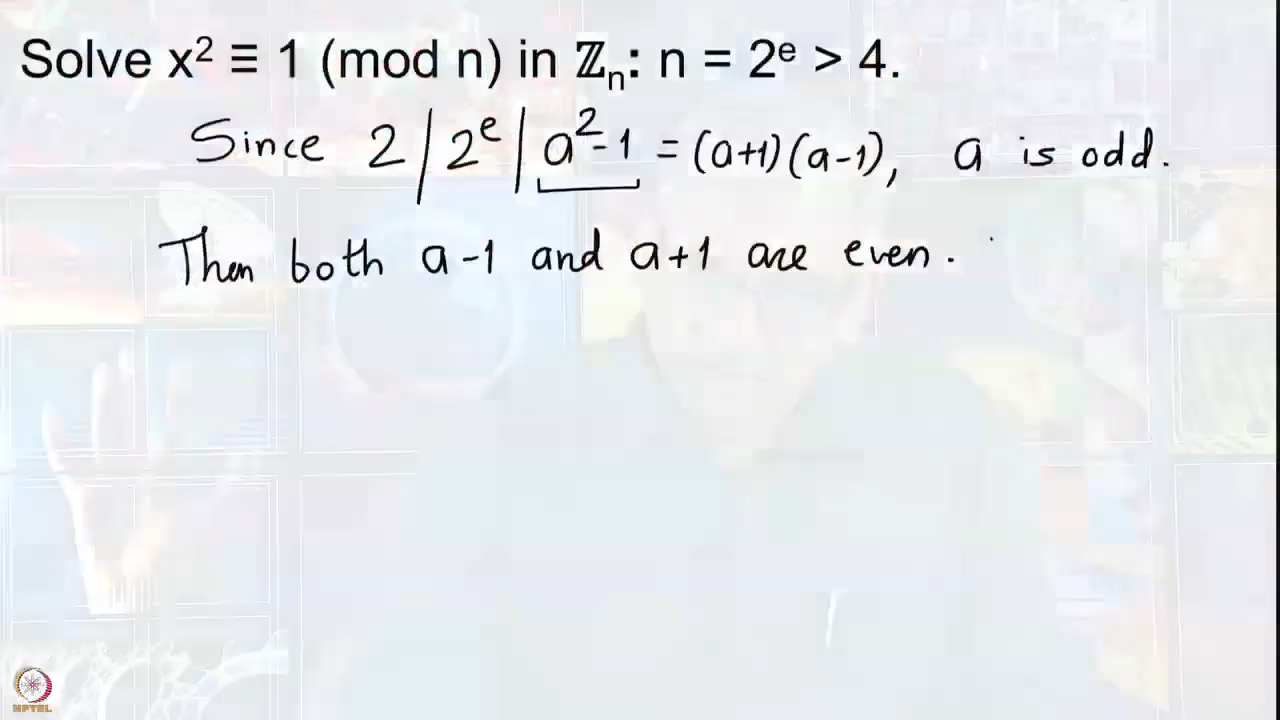 Solve x² ≡ 1 (mod n) in ℤₙ: n = 2ᵉ > 4.
Since 2 | 2ᵉ | a²-1 = (a+1)(a-1), a is odd.
Then both a-1 and a+1 are even.
NPTEL